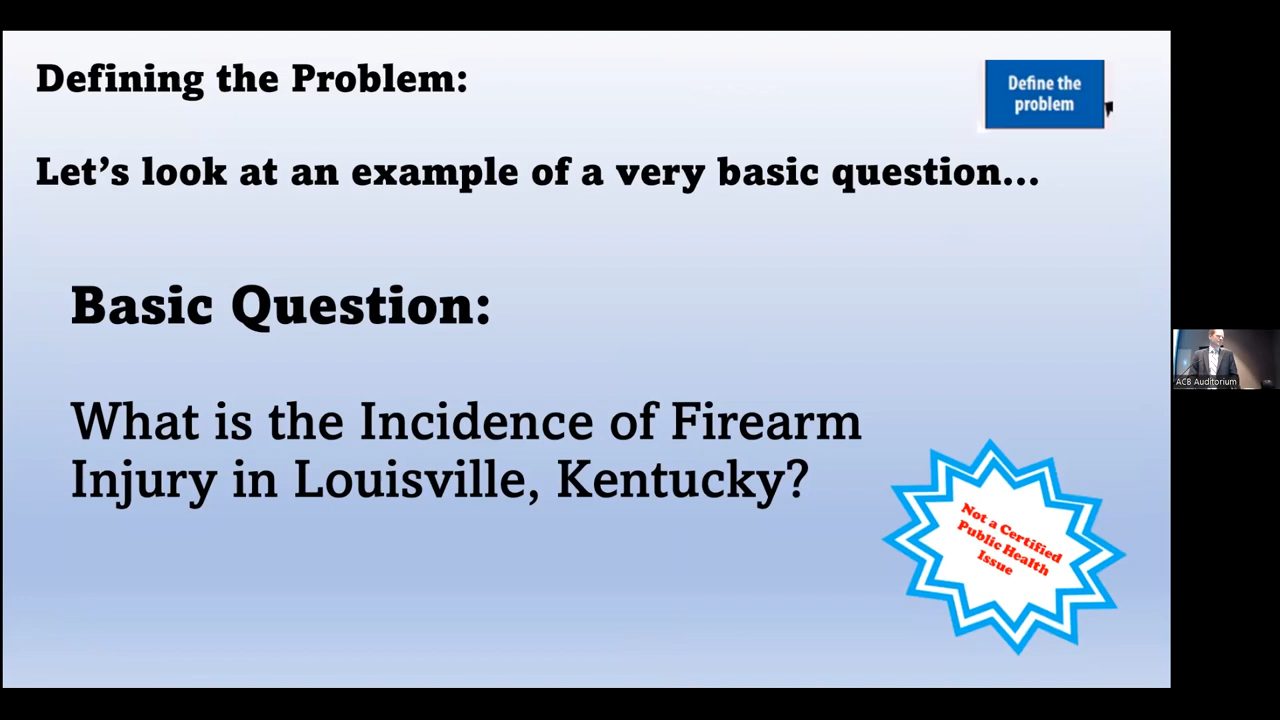 Defining the Problem:
Define the
problem
Let's look at an example of a very basic question...
Basic Question:
What is the Incidence of Firearm
Injury in Louisville, Kentucky?
Not a Certified
Public Health
Issue
ACB Auditorium